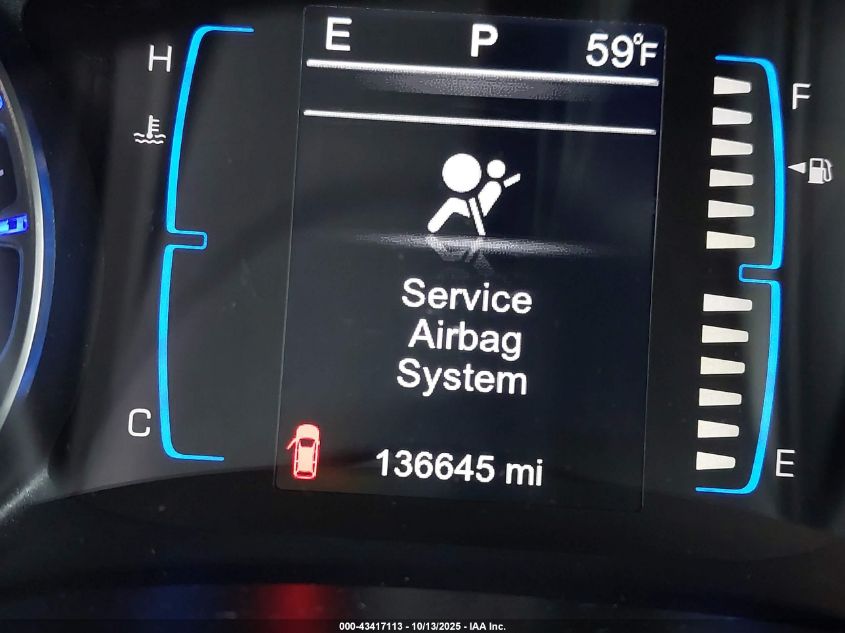 E P 59°F
H
F
Service
Airbag
System
C
136645 mi
E
000-43417113 - 10/13/2025 - IAA Inc.